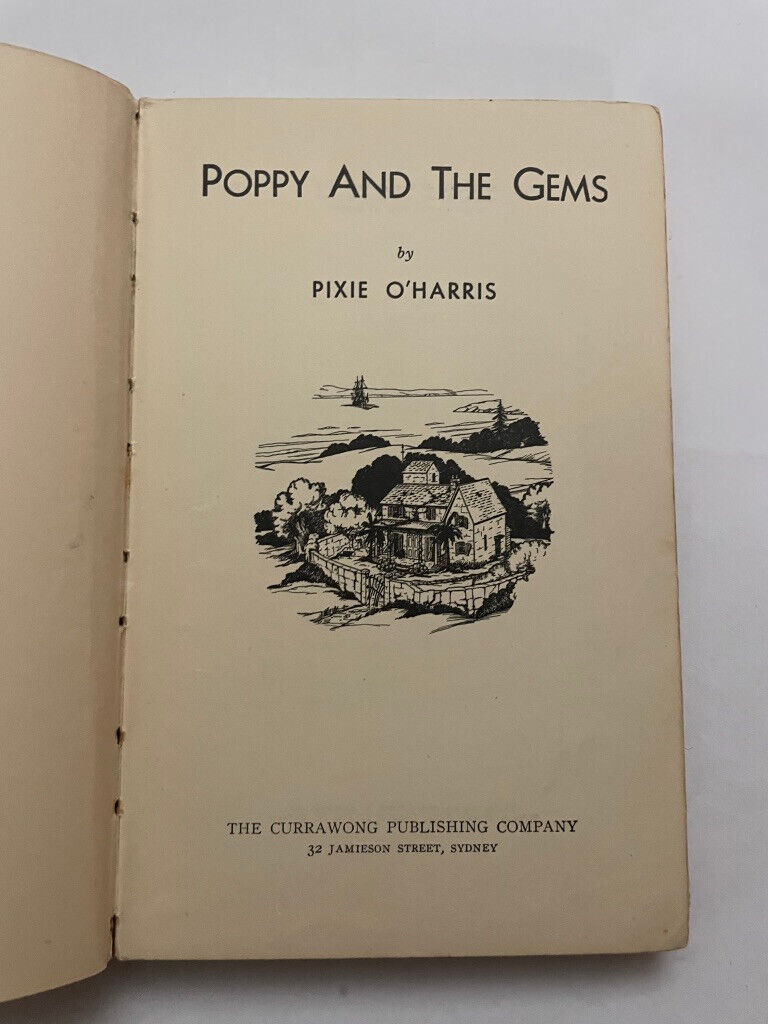 POPPY AND THE GEMS
by
PIXIE O'HARRIS
THE CURRAWONG PUBLISHING COMPANY
32 JAMIESON STREET, SYDNEY